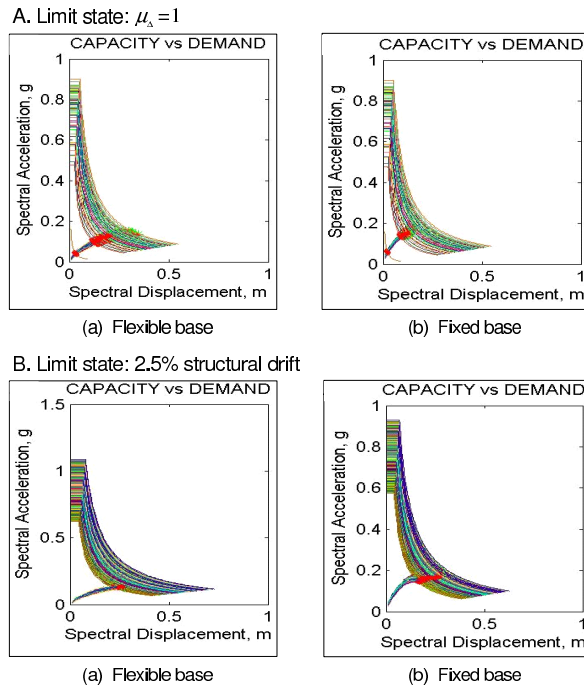 A. Limit state: μ_Δ = 1
CAPACITY vs DEMAND
Spectral Acceleration, g
1
0.8
0.6
0.4
0.2
0
0
0.5
1
Spectral Displacement, m
(a) Flexible base
CAPACITY vs DEMAND
Spectral Acceleration, g
1
0.8
0.6
0.4
0.2
0
0
0.5
1
Spectral Displacement, m
(b) Fixed base
B. Limit state: 2.5% structural drift
CAPACITY vs DEMAND
Spectral Acceleration, g
1.5
1
0.5
0
0
0.5
1
Spectral Displacement, m
(a) Flexible base
CAPACITY vs DEMAND
Spectral Acceleration, g
1
0.8
0.6
0.4
0.2
0
0
0.5
1
Spectral Displacement, m
(b) Fixed base